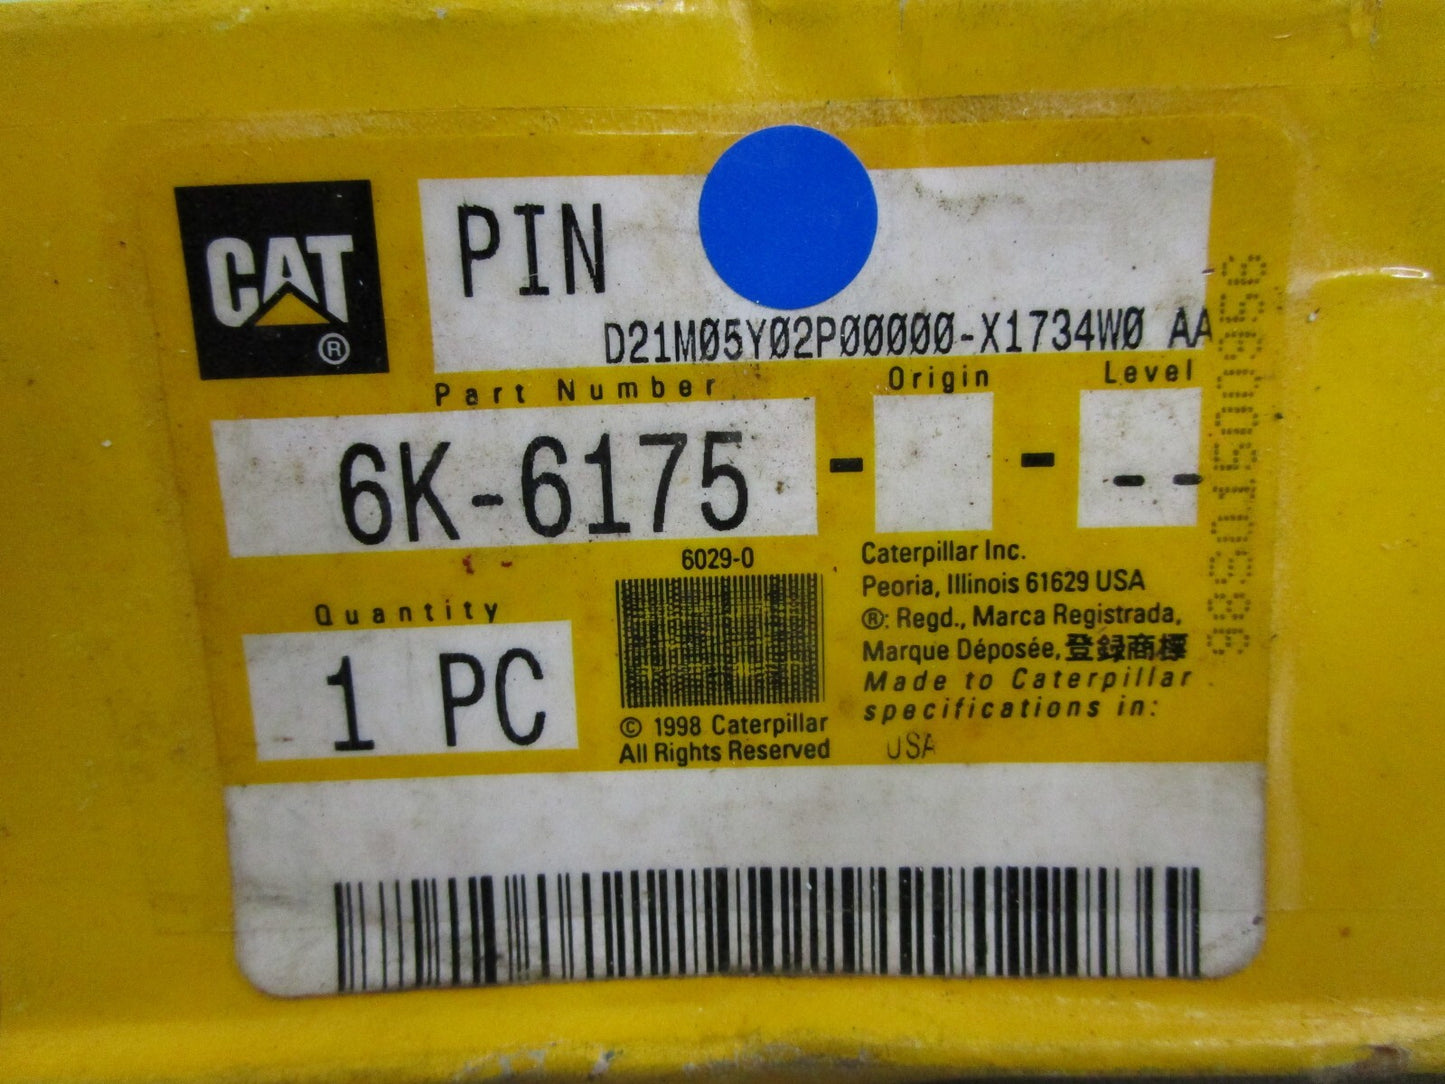 CAT
®
PIN
D21M05Y02P00000-X1734W0 AA
Part Number
Origin
Level
6K-6175
-
-
--
Quantity
1 PC
6029-0
© 1998 Caterpillar
All Rights Reserved
Caterpillar Inc.
Peoria, Illinois 61629 USA
®: Regd., Marca Registrada,
Marque Déposée, 登録商標
Made to Caterpillar
specifications in:
USA